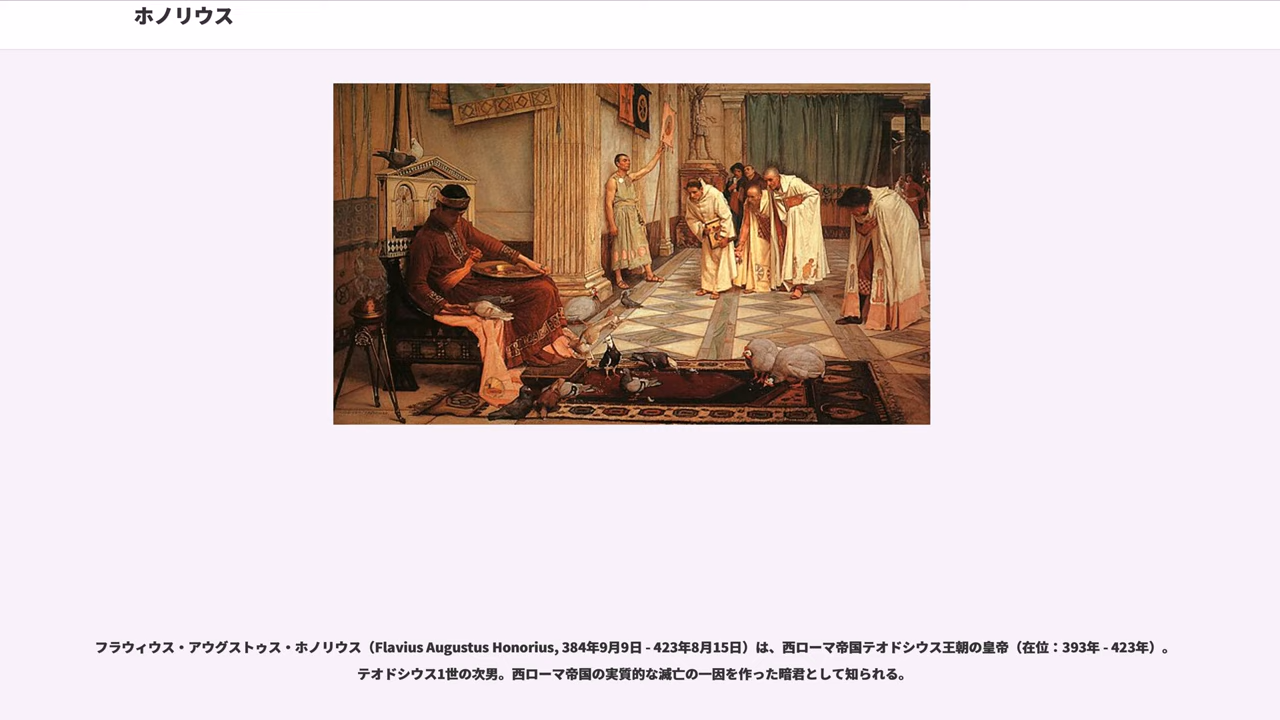 ホノリウス
フラウィウス・アウグストゥス・ホノリウス（Flavius Augustus Honorius, 384年9月9日 - 423年8月15日）は、西ローマ帝国テオドシウス王朝の皇帝（在位：393年 - 423年）。
テオドシウス1世の次男。西ローマ帝国の実質的な滅亡の一因を作った暗君として知られる。